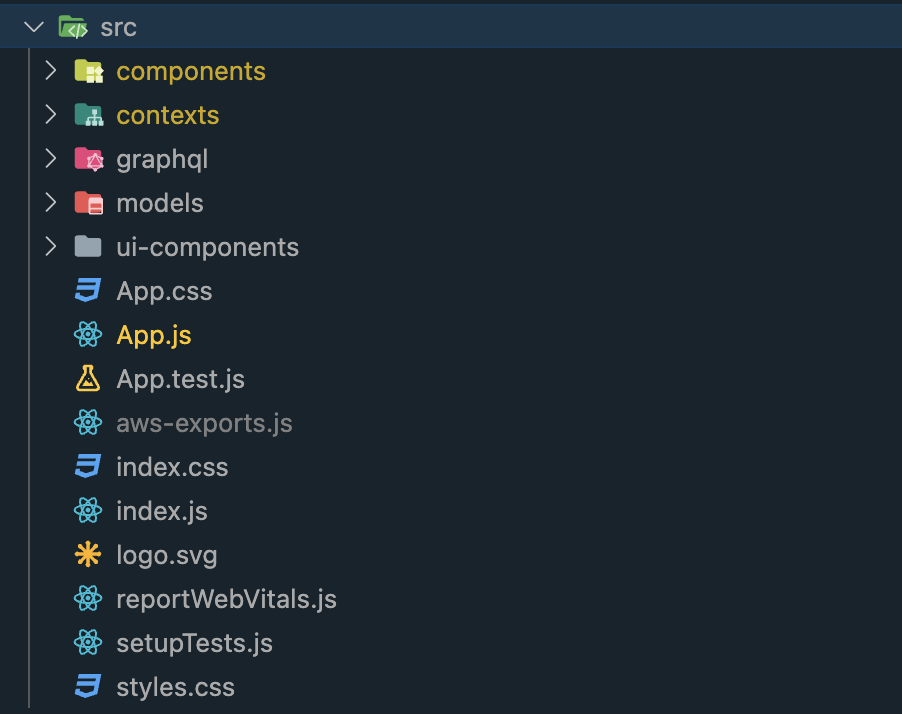 src
components
contexts
graphql
models
ui-components
App.css
App.js
App.test.js
aws-exports.js
index.css
index.js
logo.svg
reportWebVitals.js
setupTests.js
styles.css